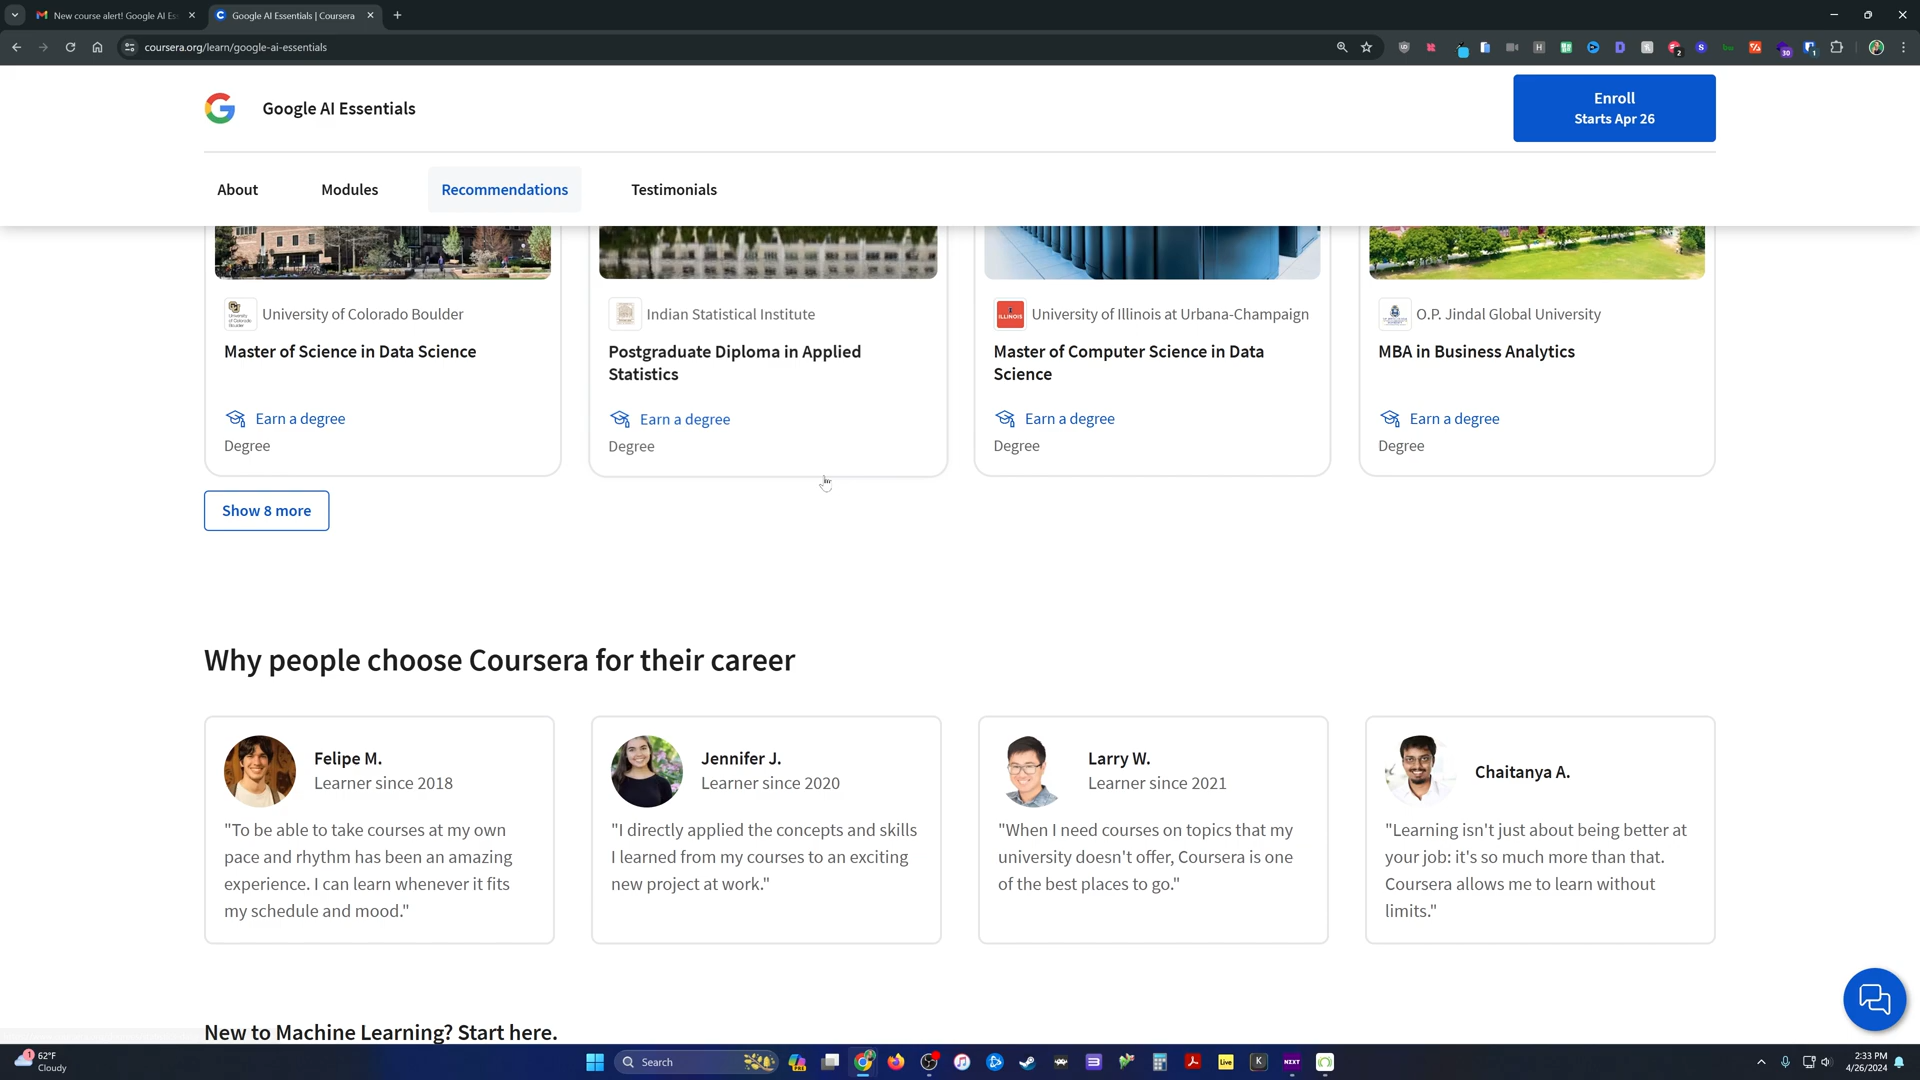 New course alert! Google AI Es
Google AI Essentials | Coursera
coursera.org/learn/google-ai-essentials
Google AI Essentials
Enroll
Starts Apr 26
About
Modules
Recommendations
Testimonials
University of Colorado Boulder
Master of Science in Data Science
Earn a degree
Degree
Indian Statistical Institute
Postgraduate Diploma in Applied
Statistics
Earn a degree
Degree
ILLINOIS
University of Illinois at Urbana-Champaign
Master of Computer Science in Data
Science
Earn a degree
Degree
O.P. Jindal Global University
MBA in Business Analytics
Earn a degree
Degree
Show 8 more
Why people choose Coursera for their career
Felipe M.
Learner since 2018
"To be able to take courses at my own
pace and rhythm has been an amazing
experience. I can learn whenever it fits
my schedule and mood."
Jennifer J.
Learner since 2020
"I directly applied the concepts and skills
I learned from my courses to an exciting
new project at work."
Larry W.
Learner since 2021
"When I need courses on topics that my
university doesn't offer, Coursera is one
of the best places to go."
Chaitanya A.
"Learning isn't just about being better at
your job: it's so much more than that.
Coursera allows me to learn without
limits."
New to Machine Learning? Start here.
1
62°F
Cloudy
Search
2:33 PM
4/26/2024